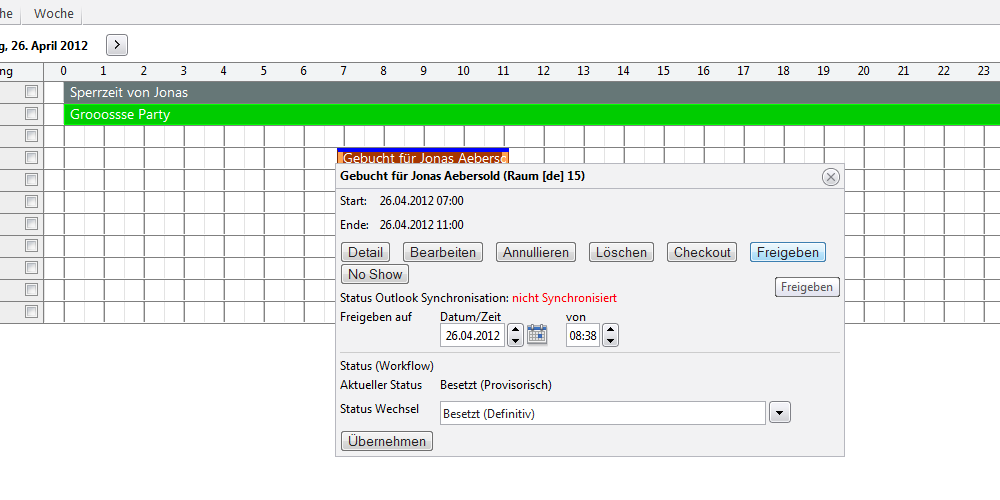 he Woche
g, 26. April 2012 >
ng 0 1 2 3 4 5 6 7 8 9 10 11 12 13 14 15 16 17 18 19 20 21 22 23
Sperrzeit von Jonas
Grooossse Party
Gebucht für Jonas Aebersc
Gebucht für Jonas Aebersold (Raum [de] 15)
Start: 26.04.2012 07:00
Ende: 26.04.2012 11:00
Detail Bearbeiten Annullieren Löschen Checkout Freigeben
No Show
Freigeben
Status Outlook Synchronisation: nicht Synchronisiert
Freigeben auf Datum/Zeit von
26.04.2012 08:38
Status (Workflow)
Aktueller Status Besetzt (Provisorisch)
Status Wechsel Besetzt (Definitiv)
Übernehmen